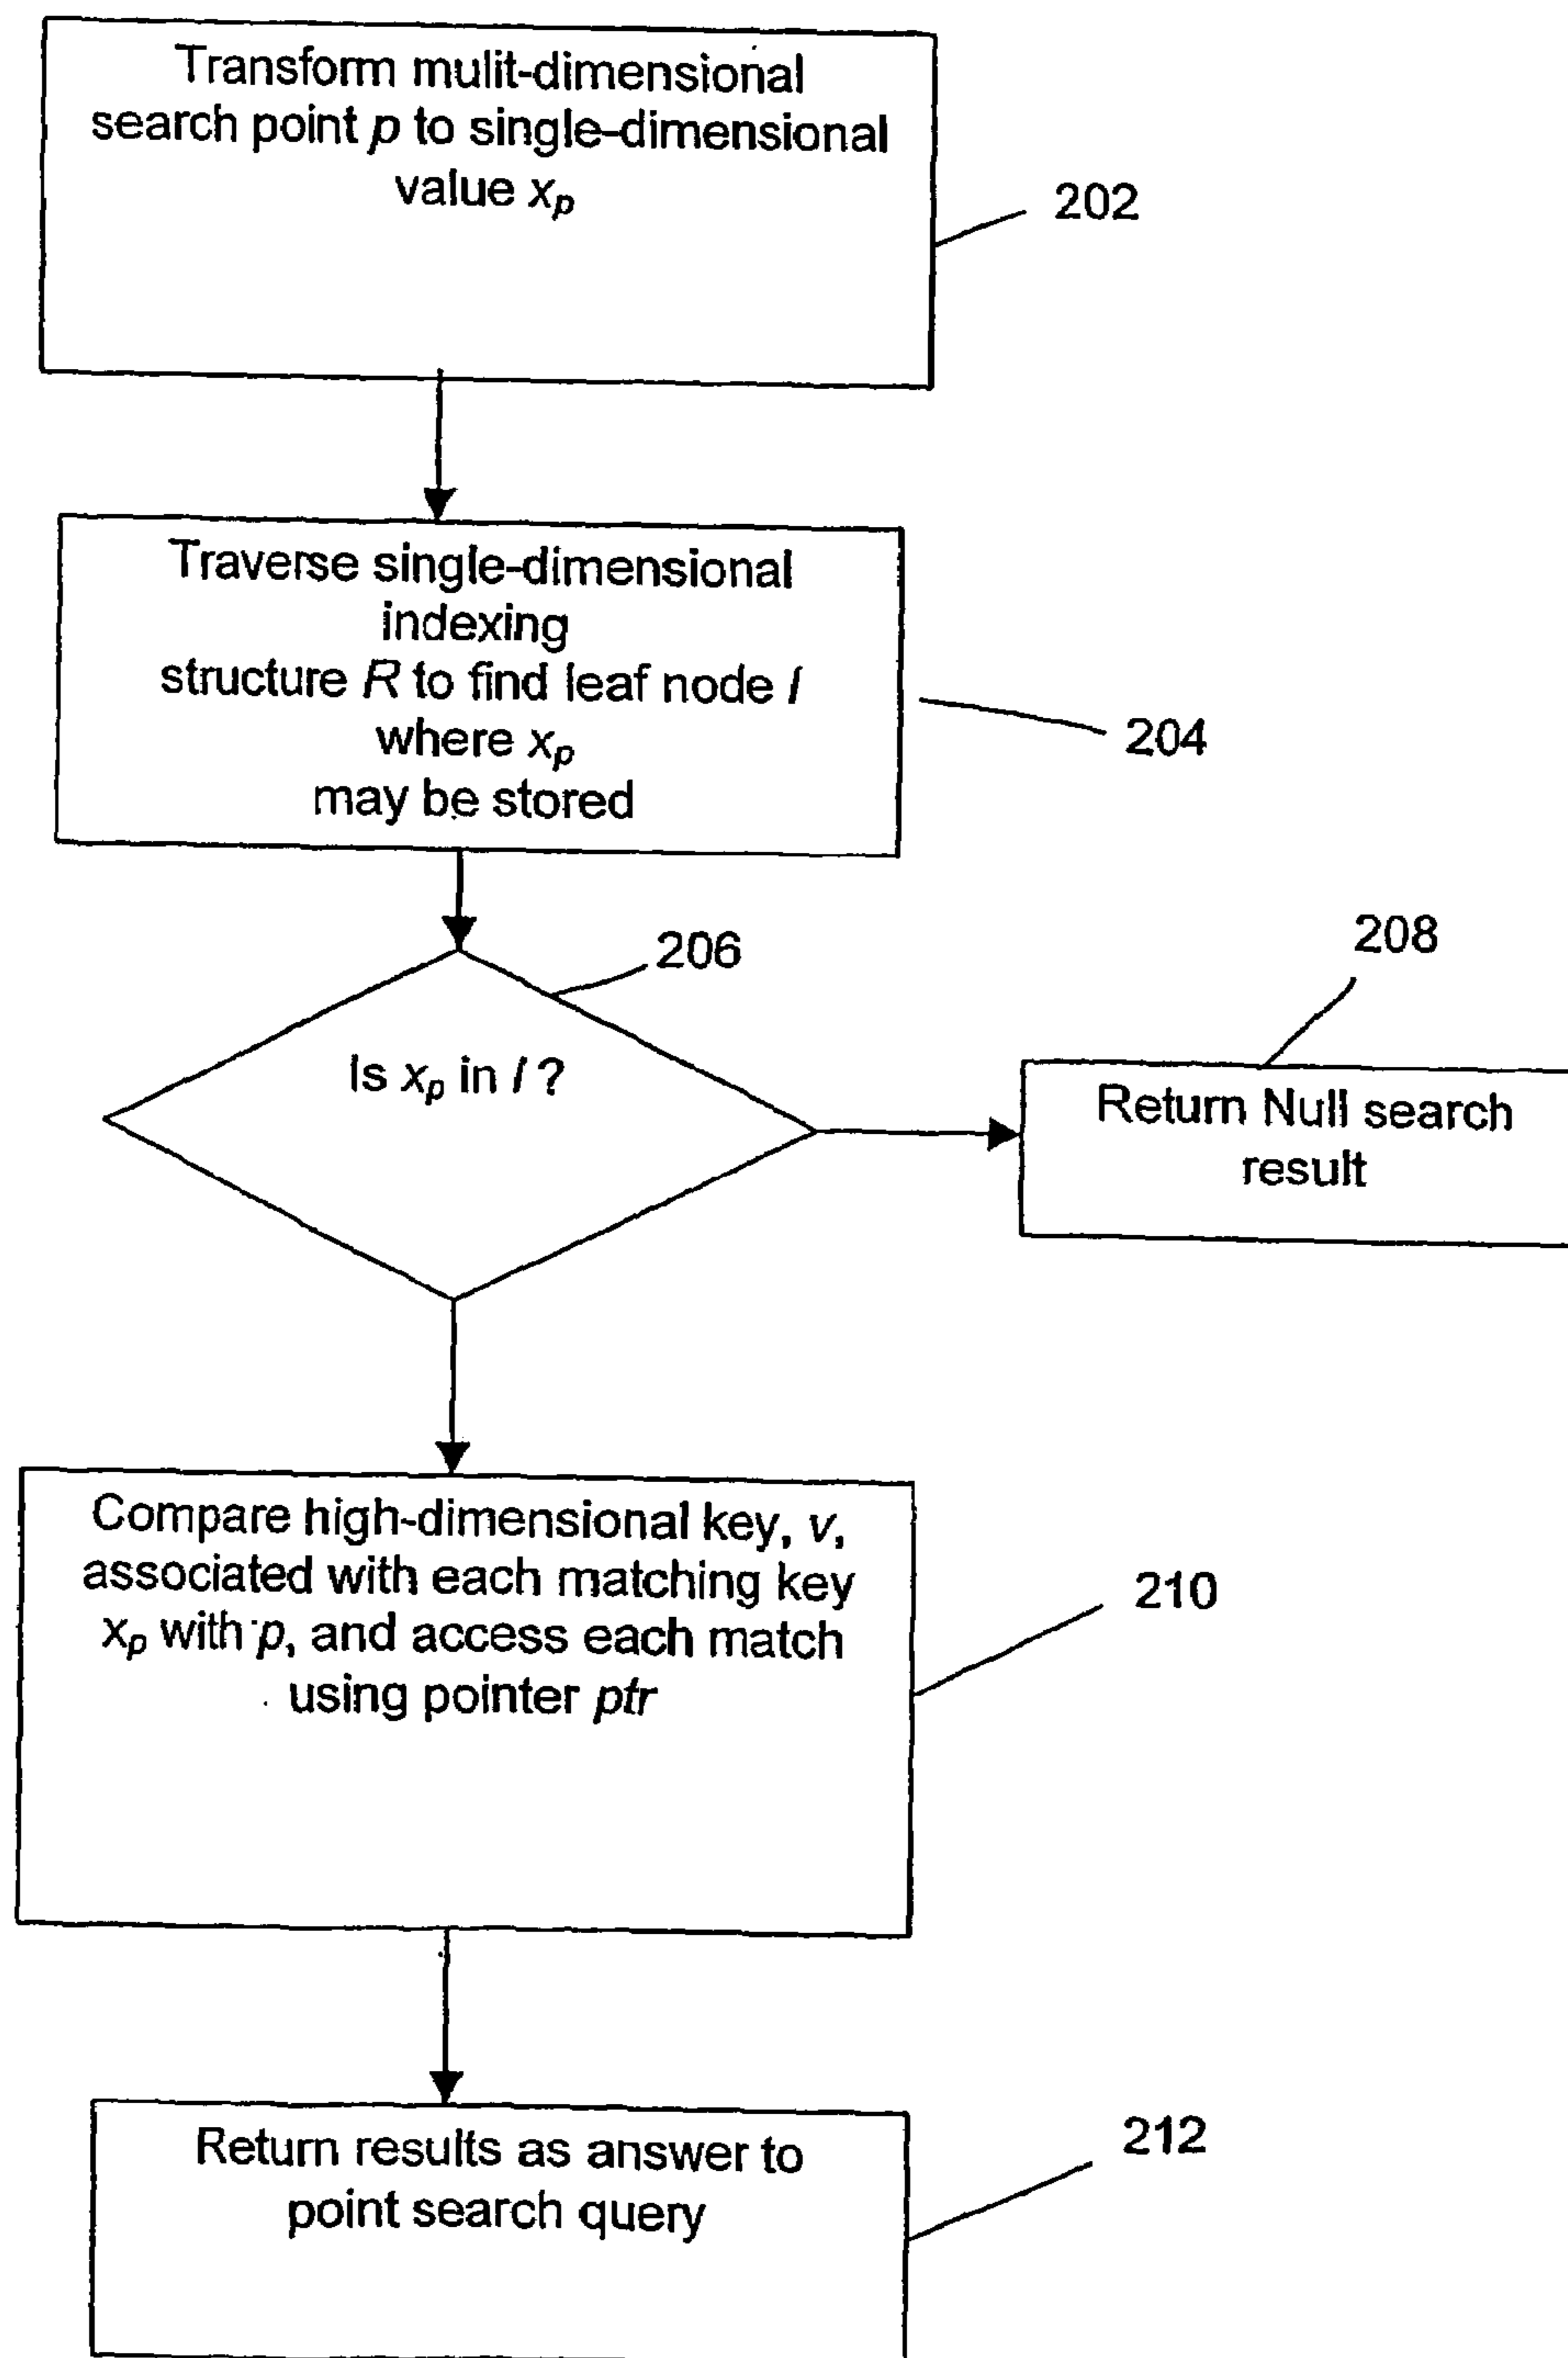 Transform mulit-dimensional
search point p to single-dimensional
value xp
202
Traverse single-dimensional
indexing
structure R to find leaf node l
where xp
may be stored
204
206
Is xp in l ?
208
Return Null search
result
Compare high-dimensional key, v,
associated with each matching key
xp with p, and access each match
using pointer ptr
210
Return results as answer to
point search query
212